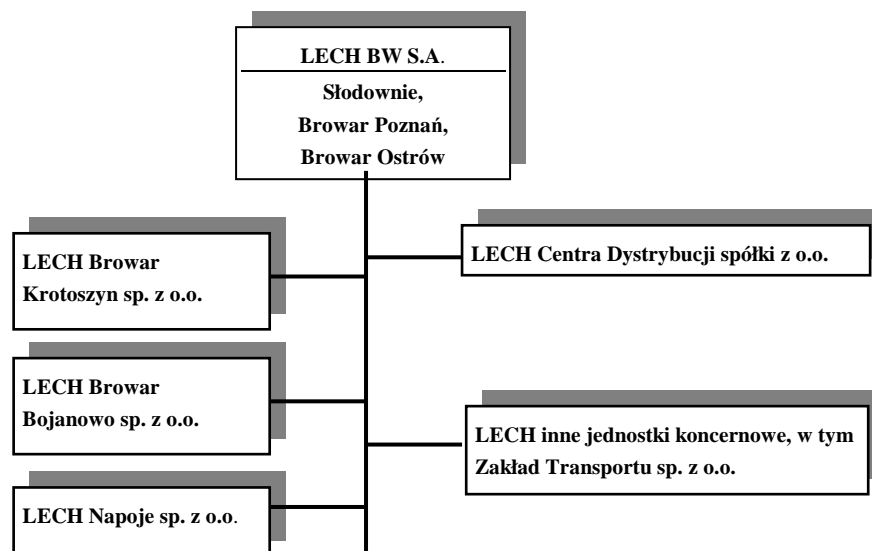 LECH BW S.A.
Słodownie,
Browar Poznań,
Browar Ostrów
LECH Browar
Krotoszyn sp. z o.o.
LECH Centra Dystrybucji spółki z o.o.
LECH Browar
Bojanowo sp. z o.o.
LECH inne jednostki koncernowe, w tym
Zakład Transportu sp. z o.o.
LECH Napoje sp. z o.o.